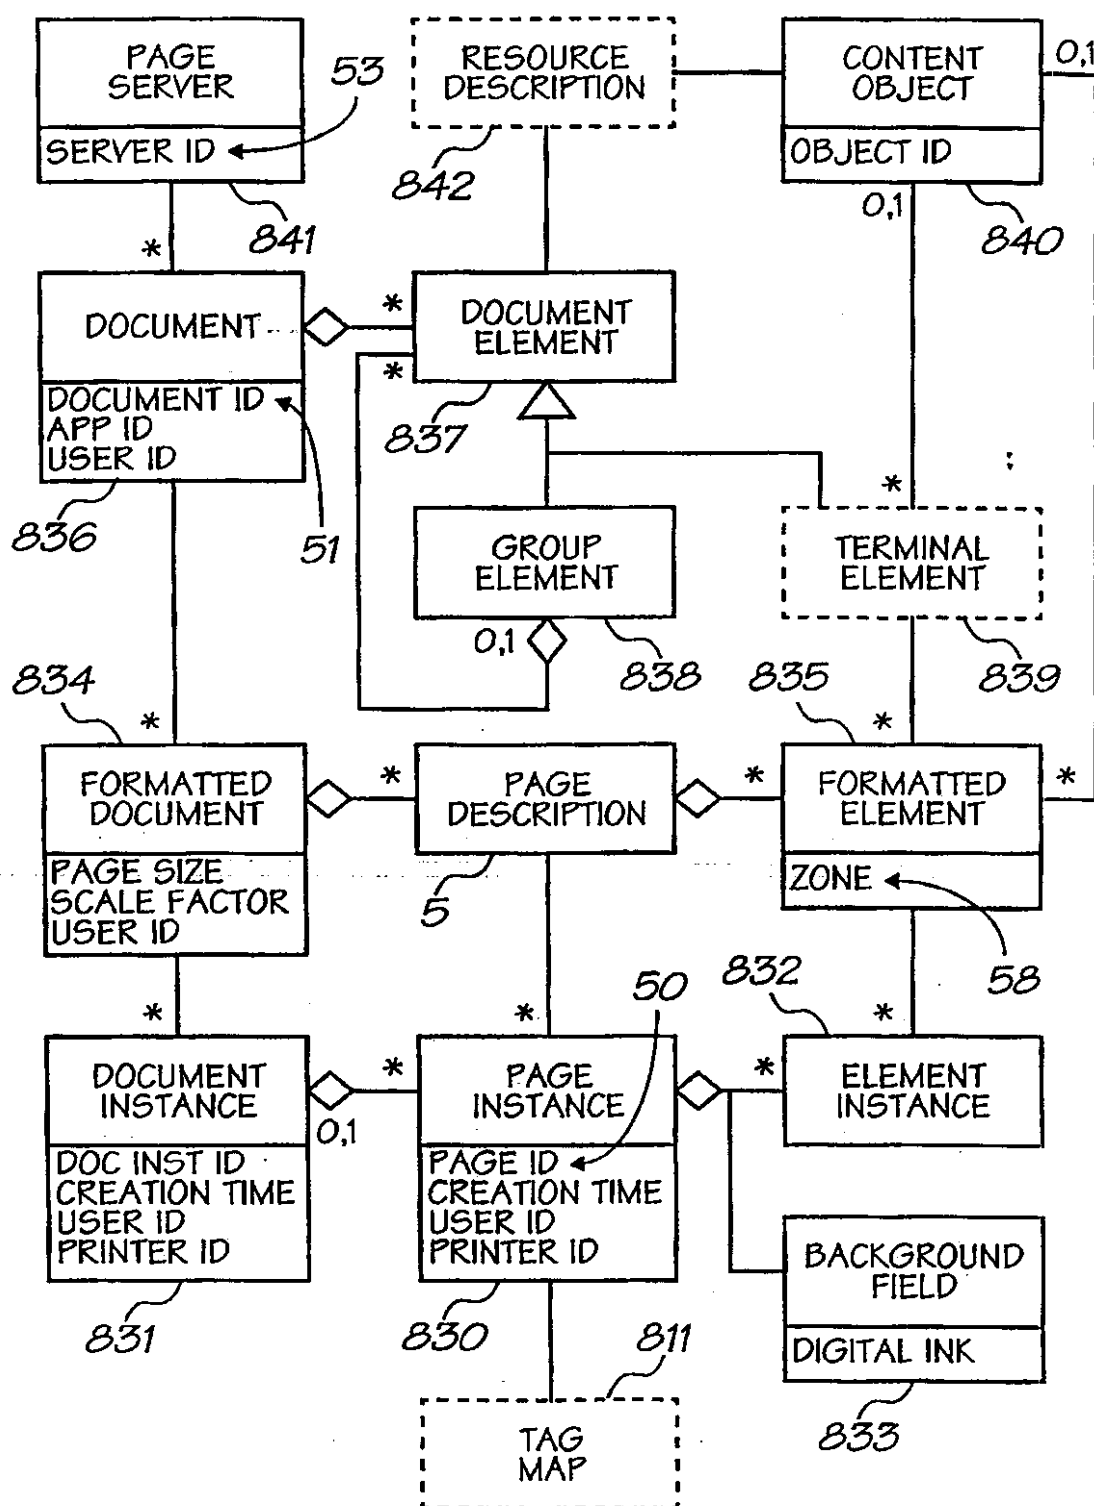 PAGE
SERVER
SERVER ID
53
841
*
RESOURCE
DESCRIPTION
842
CONTENT
OBJECT
OBJECT ID
0,1
0,1
840
DOCUMENT
DOCUMENT ID
APP ID
USER ID
51
836
*
*
DOCUMENT
ELEMENT
837
GROUP
ELEMENT
0,1
838
*
TERMINAL
ELEMENT
839
834
*
FORMATTED
DOCUMENT
PAGE SIZE
SCALE FACTOR
USER ID
*
PAGE
DESCRIPTION
5
835
*
*
*
FORMATTED
ELEMENT
ZONE
58
*
DOCUMENT
INSTANCE
DOC INST ID
CREATION TIME
USER ID
PRINTER ID
831
0,1
*
*
50
PAGE
INSTANCE
PAGE ID
CREATION TIME
USER ID
PRINTER ID
830
832
*
*
ELEMENT
INSTANCE
BACKGROUND
FIELD
DIGITAL INK
833
811
TAG
MAP